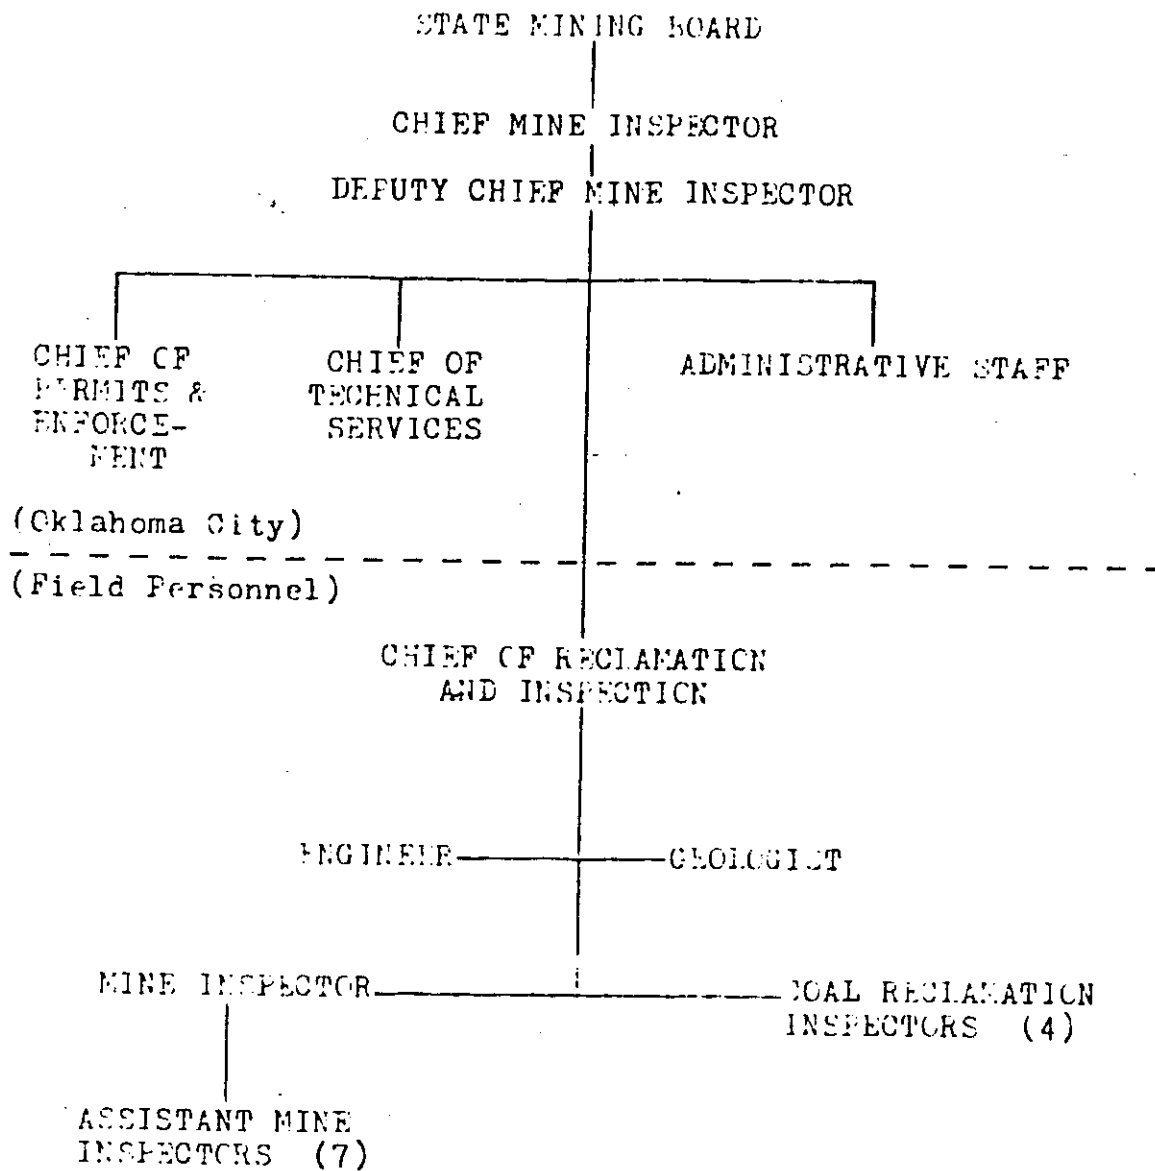 STATE MINING BOARD
CHIEF MINE INSPECTOR
DEPUTY CHIEF MINE INSPECTOR
CHIEF OF
PERMITS &
ENFORCE-
MENT
CHIEF OF
TECHNICAL
SERVICES
ADMINISTRATIVE STAFF
(Oklahoma City)
(Field Personnel)
CHIEF OF RECLAMATION
AND INSPECTION
ENGINEER
GEOLOGIST
MINE INSPECTOR
COAL RECLAMATION
INSPECTORS (4)
ASSISTANT MINE
INSPECTORS (7)